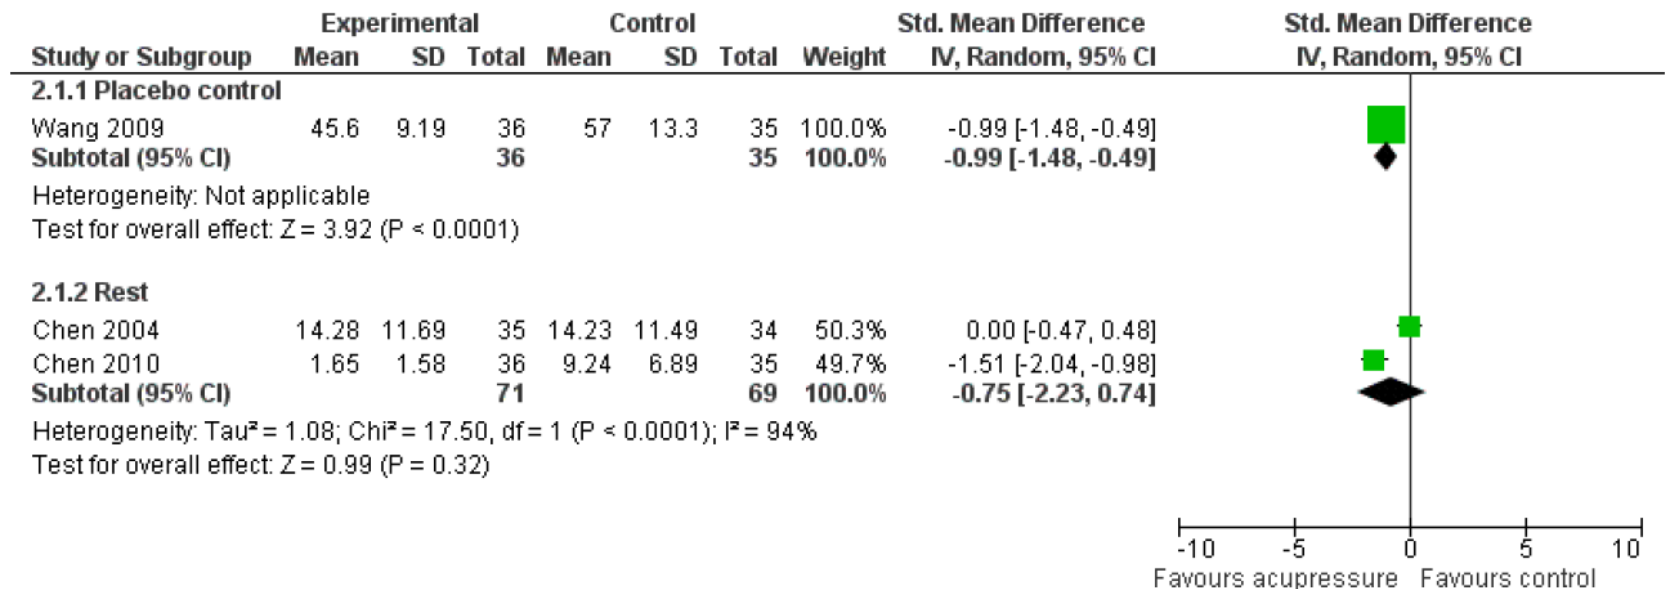 Experimental Control Std. Mean Difference Std. Mean Difference
Study or Subgroup Mean SD Total Mean SD Total Weight IV, Random, 95% CI IV, Random, 95% CI
2.1.1 Placebo control
Wang 2009 45.6 9.19 36 57 13.3 35 100.0% -0.99 [-1.48, -0.49]
Subtotal (95% CI) 36 35 100.0% -0.99 [-1.48, -0.49]
Heterogeneity: Not applicable
Test for overall effect: Z = 3.92 (P < 0.0001)
2.1.2 Rest
Chen 2004 14.28 11.69 35 14.23 11.49 34 50.3% 0.00 [-0.47, 0.48]
Chen 2010 1.65 1.58 36 9.24 6.89 35 49.7% -1.51 [-2.04, -0.98]
Subtotal (95% CI) 71 69 100.0% -0.75 [-2.23, 0.74]
Heterogeneity: Tau² = 1.08; Chi² = 17.50, df = 1 (P < 0.0001); I² = 94%
Test for overall effect: Z = 0.99 (P = 0.32)
-10 -5 0 5 10
Favours acupressure Favours control